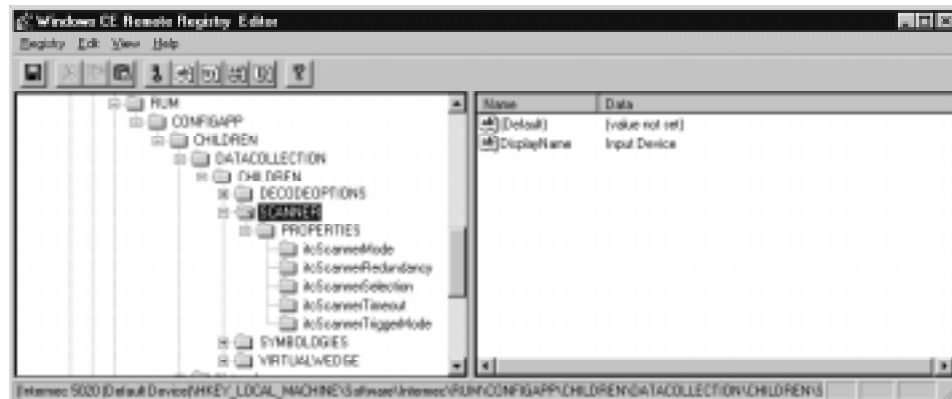 Windows CE Remote Registry Editor
Registry Edit View Help
RUM
CONFIGAPP
CHILDREN
DATACOLLECTION
CHILDREN
DECODEOPTIONS
SCANNER
PROPERTIES
itcScannerMode
itcScannerRedundancy
itcScannerSelection
itcScannerTimeout
itcScannerTriggerMode
SYMBOLOGIES
VIRTUALWEDGE
Name Data
(Default) (value not set)
DisplayName Input Device
[Intermec 5020 (Default Device)\HKEY_LOCAL_MACHINE\Software\Intermec\RUM\CONFIGAPP\CHILDREN\DATACOLLECTION\CHILDREN\S